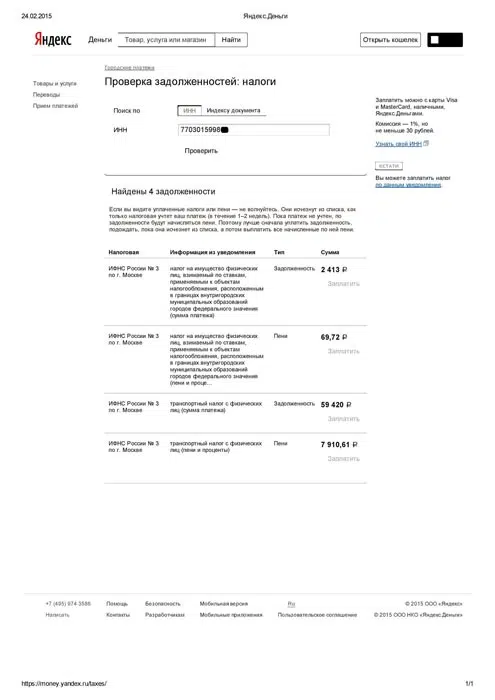 24.02.2015
Яндекс.Деньги
Яндекс Деньги Товар, услуга или магазин Найти Открыть кошелек
Городские платежи
Товары и услуги
Переводы
Прием платежей
Проверка задолженностей: налоги
Поиск по ИНН Индексу документа
ИНН 7703015998
Проверить
Заплатить можно с карты Visa
и MasterCard, наличными,
Яндекс.Деньгами.
Комиссия — 1%, но
не меньше 30 рублей.
Узнать свой ИНН
КСТАТИ
Вы можете заплатить налог
по данным уведомления.
Найдены 4 задолженности
Если вы видите уплаченные налоги или пени — не волнуйтесь. Они исчезнут из списка, как
только налоговая учтет ваш платеж (в течение 1–2 недель). Пока платеж не учтен, по
задолженности будут начисляться пени. Поэтому лучше сначала уплатить задолженность,
подождать, пока она исчезнет из списка, а потом выплатить все начисленные по ней пени.
Налоговая Информация из уведомления Тип Сумма
ИФНС России № 3
по г. Москве
налог на имущество физических
лиц, взимаемый по ставкам,
применяемым к объектам
налогообложения, расположенным
в границах внутригородских
муниципальных образований
городов федерального значения
(сумма платежа)
Задолженность 2 413 ₽
Заплатить
ИФНС России № 3
по г. Москве
налог на имущество физических
лиц, взимаемый по ставкам,
применяемым к объектам
налогообложения, расположенным
в границах внутригородских
муниципальных образований
городов федерального значения
(пени и проце...
Пени 69,72 ₽
Заплатить
ИФНС России № 3
по г. Москве
транспортный налог с физических
лиц (сумма платежа)
Задолженность 59 420 ₽
Заплатить
ИФНС России № 3
по г. Москве
транспортный налог с физических
лиц (пени и проценты)
Пени 7 910,61 ₽
Заплатить
+7 (495) 974 3586 Помощь Безопасность Мобильная версия Ru © 2015 ООО «Яндекс»
Написать Контакты Разработчикам Мобильные приложения Пользовательское соглашение © 2015 ООО НКО «Яндекс.Деньги»
https://money.yandex.ru/taxes/
1/1